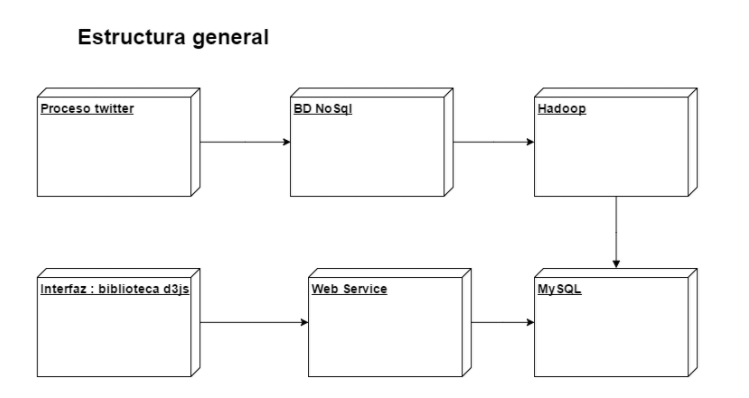 Estructura general
Proceso twitter
BD NoSql
Hadoop
Interfaz : biblioteca d3js
Web Service
MySQL